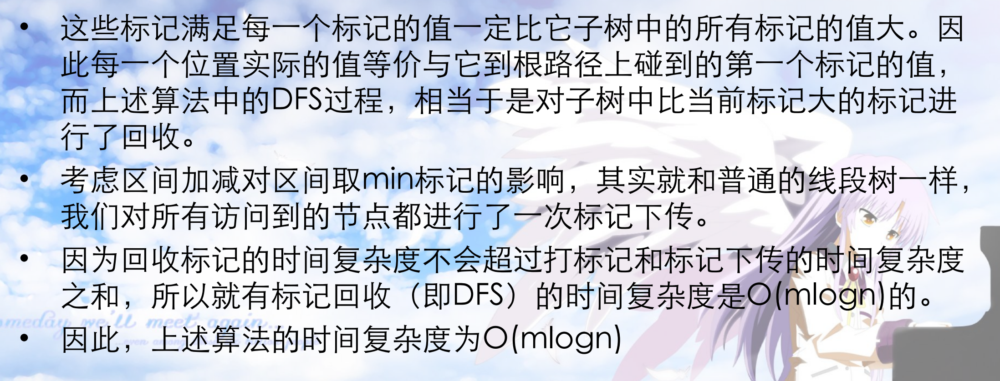 • 这些标记满足每一个标记的值一定比它子树中的所有标记的值大。因
此每一个位置实际的值等价与它到根路径上碰到的第一个标记的值，
而上述算法中的DFS过程，相当于是对子树中比当前标记大的标记进
行了回收。
• 考虑区间加减对区间取min标记的影响，其实就和普通的线段树一样，
我们对所有访问到的节点都进行了一次标记下传。
• 因为回收标记的时间复杂度不会超过打标记和标记下传的时间复杂度
之和，所以就有标记回收（即DFS）的时间复杂度是O(mlogn)的。
meday we'll meet again...
...even among
• 因此，上述算法的时间复杂度为O(mlogn)